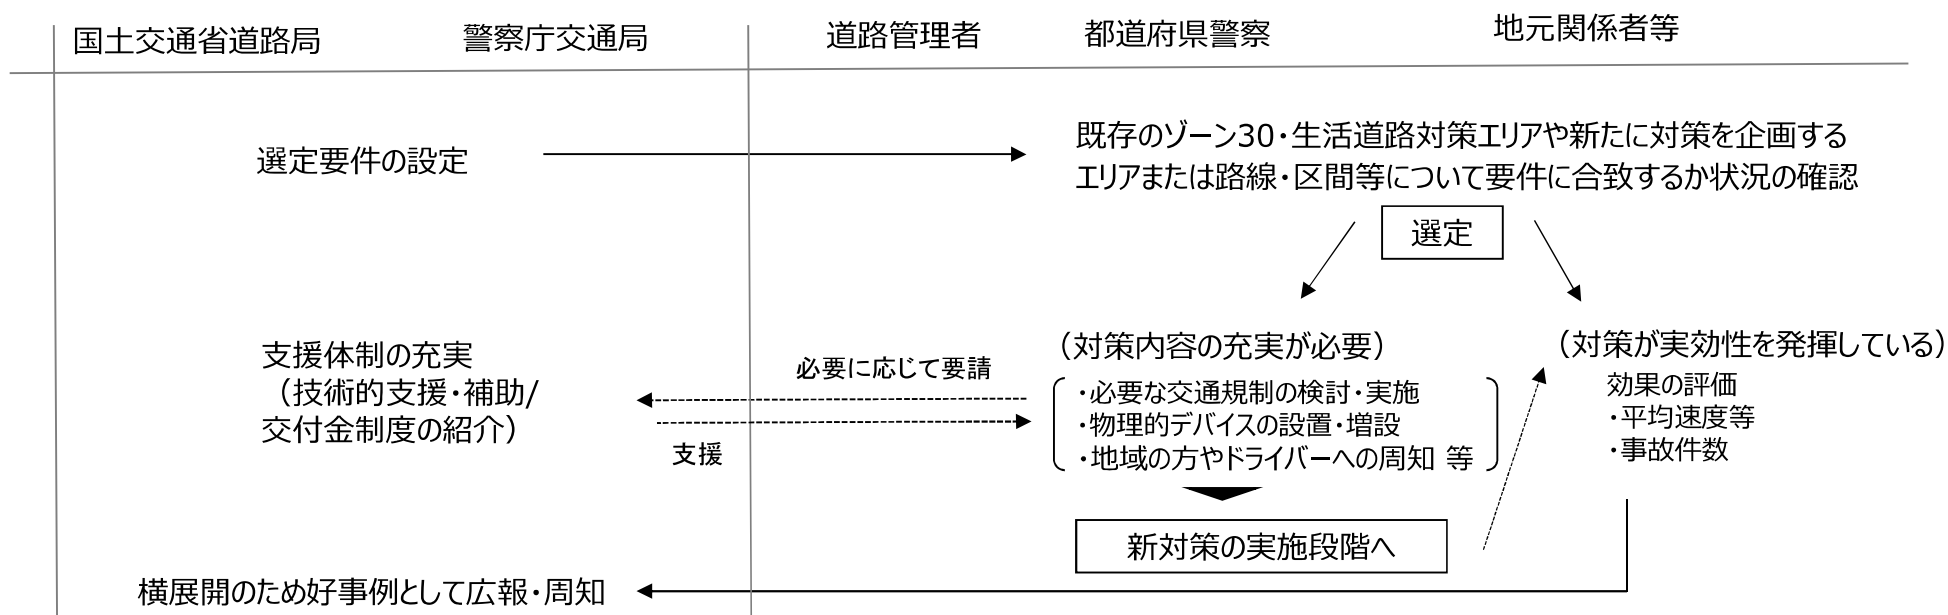 国土交通省道路局
警察庁交通局
道路管理者
都道府県警察
地元関係者等
選定要件の設定
既存のゾーン30・生活道路対策エリアや新たに対策を企画する
エリアまたは路線・区間等について要件に合致するか状況の確認
選定
支援体制の充実
（技術的支援・補助/
交付金制度の紹介）
必要に応じて要請
支援
（対策内容の充実が必要）
・必要な交通規制の検討・実施
・物理的デバイスの設置・増設
・地域の方やドライバーへの周知 等
（対策が実効性を発揮している）
効果の評価
・平均速度等
・事故件数
新対策の実施段階へ
横展開のため好事例として広報・周知